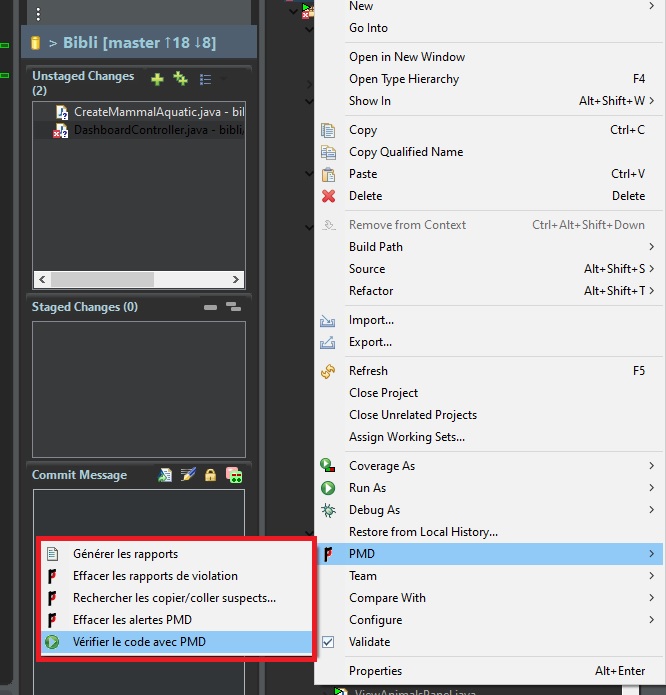 > Bibli [master ↑18 ↓8]
Unstaged Changes
(2)
CreateMammalAquatic.java - bibl
DashboardController.java - bibli
Staged Changes (0)
Commit Message
Générer les rapports
Effacer les rapports de violation
Rechercher les copier/coller suspects...
Effacer les alertes PMD
Vérifier le code avec PMD
New
Go Into
Open in New Window
Open Type Hierarchy F4
Show In Alt+Shift+W
Copy Ctrl+C
Copy Qualified Name
Paste Ctrl+V
Delete Delete
Remove from Context Ctrl+Alt+Shift+Down
Build Path
Source Alt+Shift+S
Refactor Alt+Shift+T
Import...
Export...
Refresh F5
Close Project
Close Unrelated Projects
Assign Working Sets...
Coverage As
Run As
Debug As
Restore from Local History...
PMD
Team
Compare With
Configure
Validate
Properties Alt+Enter
ViewAnimalsPanel.java